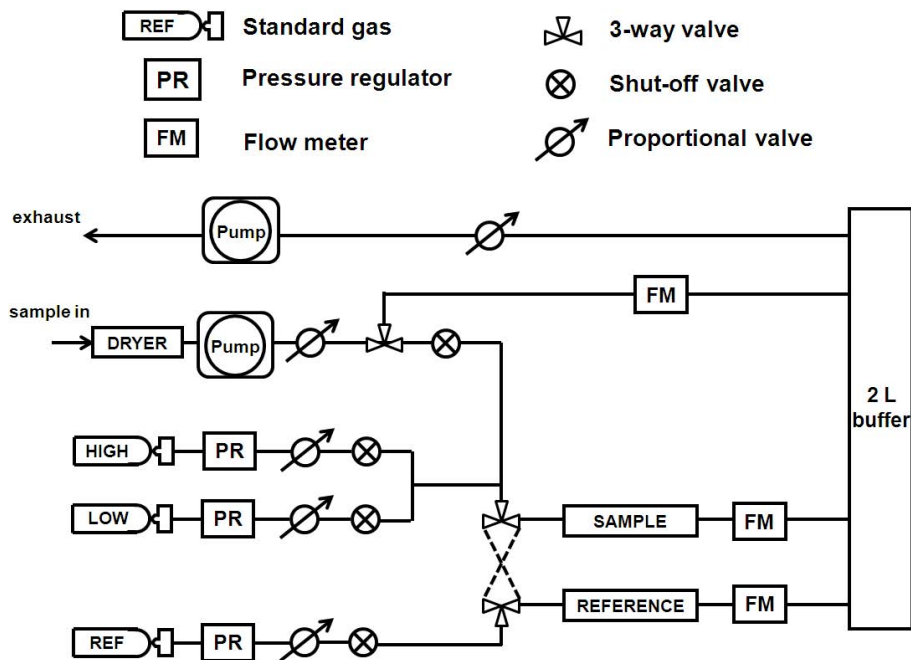 REF Standard gas
3-way valve
PR Pressure regulator
Shut-off valve
FM Flow meter
Proportional valve
exhaust
Pump
FM
sample in
DRYER
Pump
2 L
buffer
HIGH
PR
LOW
PR
SAMPLE
FM
REFERENCE
FM
REF
PR